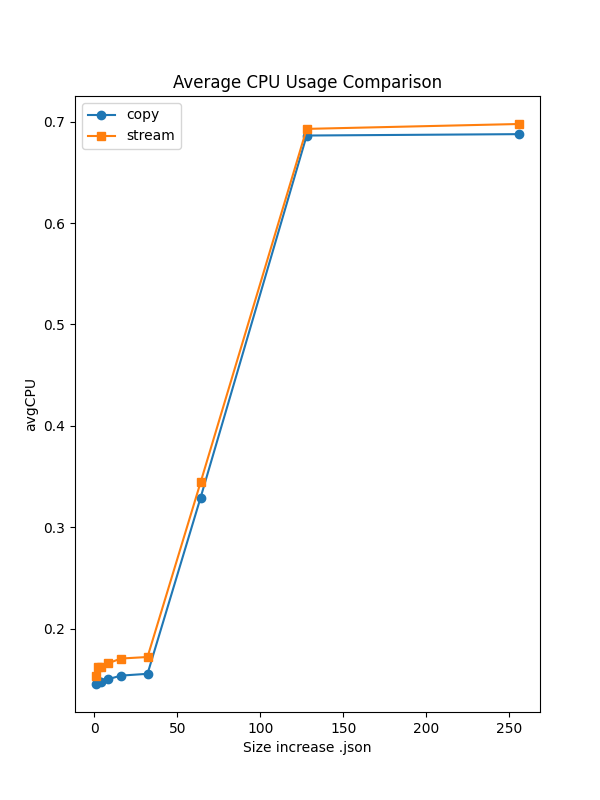 Average CPU Usage Comparison
copy
stream
0.7
0.6
0.5
0.4
0.3
0.2
avgCPU
0 50 100 150 200 250
Size increase .json